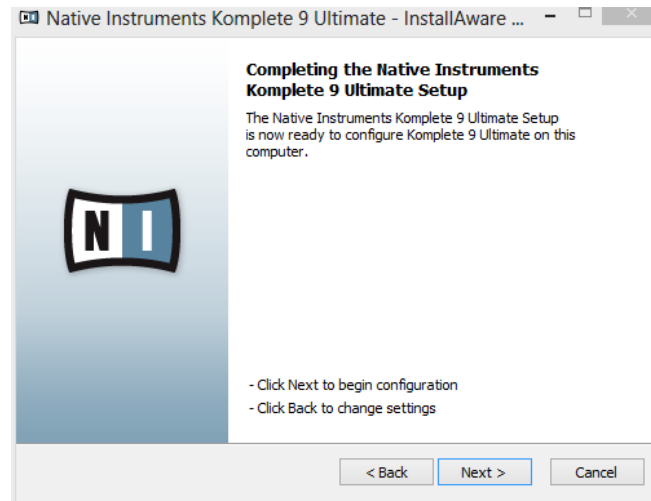 Native Instruments Komplete 9 Ultimate - InstallAware ...
Completing the Native Instruments
Komplete 9 Ultimate Setup
The Native Instruments Komplete 9 Ultimate Setup
is now ready to configure Komplete 9 Ultimate on this
computer.
N I
- Click Next to begin configuration
- Click Back to change settings
< Back
Next >
Cancel